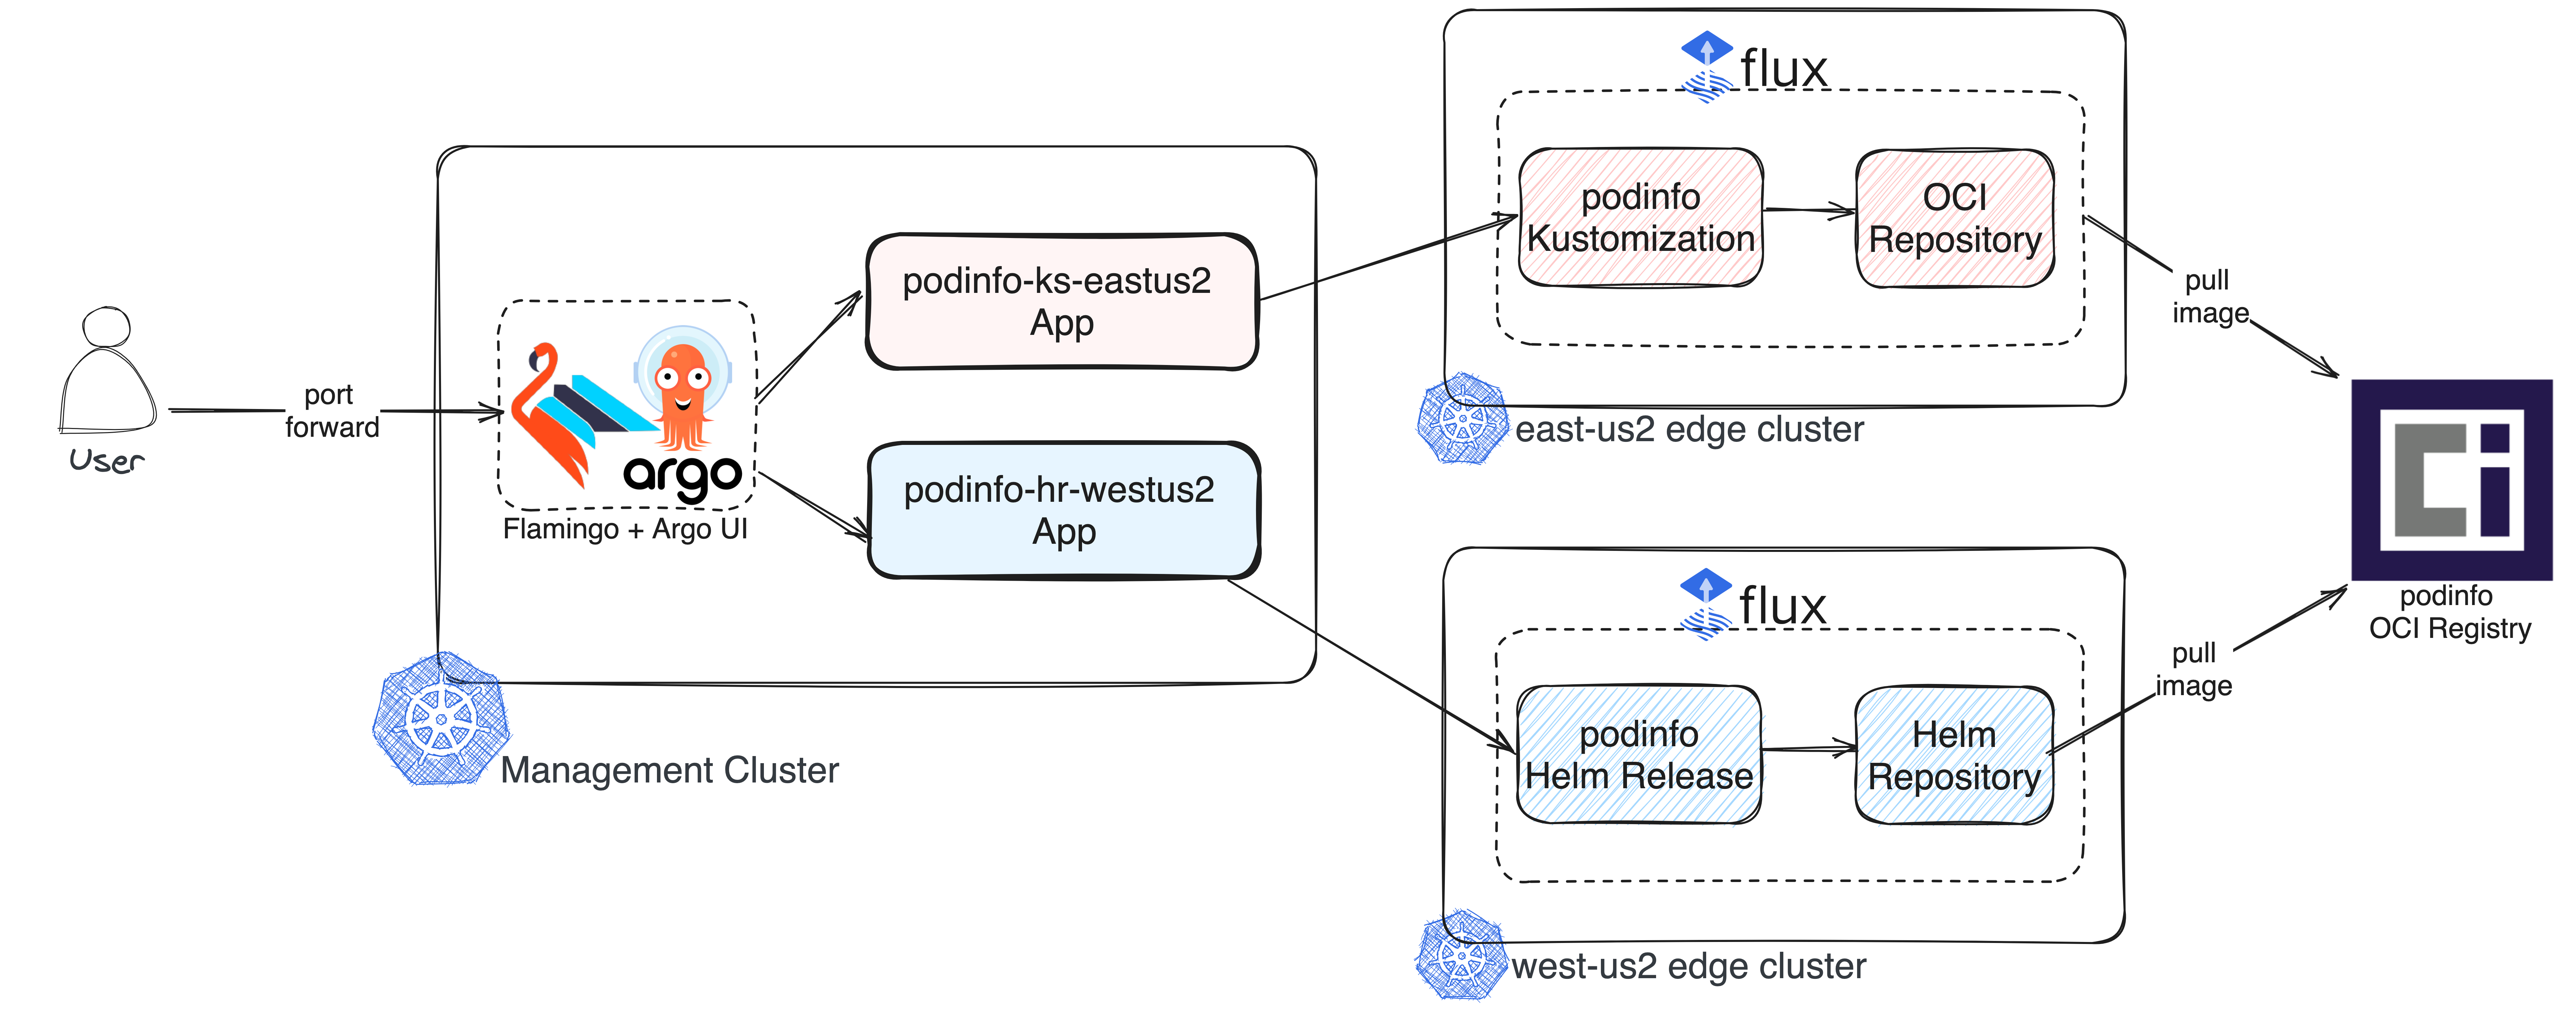 User
port
forward
argo
Flamingo + Argo UI
podinfo-ks-eastus2
App
podinfo-hr-westus2
App
Management Cluster
flux
podinfo
Kustomization
OCI
Repository
east-us2 edge cluster
flux
podinfo
Helm Release
Helm
Repository
west-us2 edge cluster
pull
image
pull
image
Ci
podinfo
OCI Registry